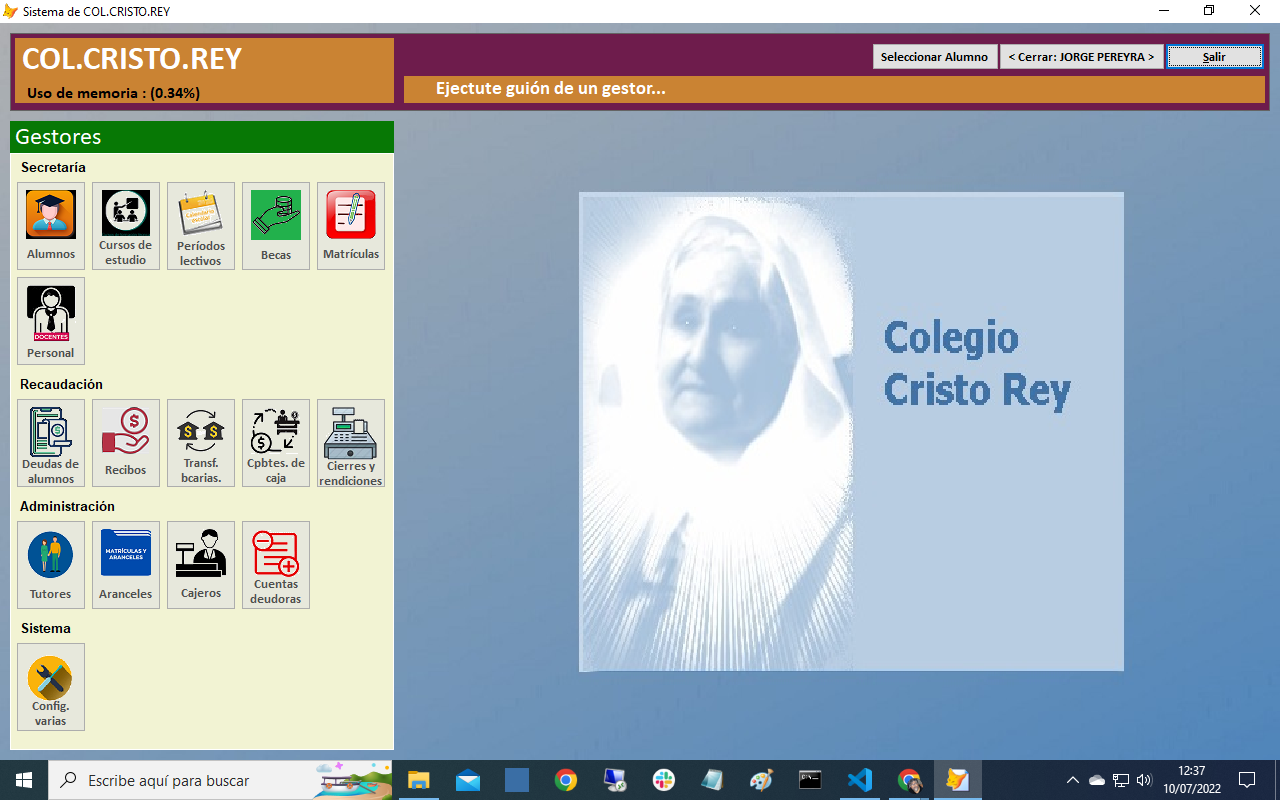 Sistema de COL.CRISTO.REY
COL.CRISTO.REY
Uso de memoria : (0.34%)
Seleccionar Alumno
< Cerrar: JORGE PEREYRA >
Salir
Ejectute guión de un gestor...
Gestores
Secretaría
Alumnos
Cursos de
estudio
Calendario
escolar
Períodos
lectivos
Becas
Matrículas
DOCENTES
Personal
Recaudación
Deudas de
alumnos
Recibos
Transf.
bcarias.
Cpbtes. de
caja
Cierres y
rendiciones
Administración
Tutores
MATRÍCULAS Y
ARANCELES
Aranceles
Cajeros
Cuentas
deudoras
Sistema
Config.
varias
Colegio
Cristo Rey
Escribe aquí para buscar
12:37
10/07/2022